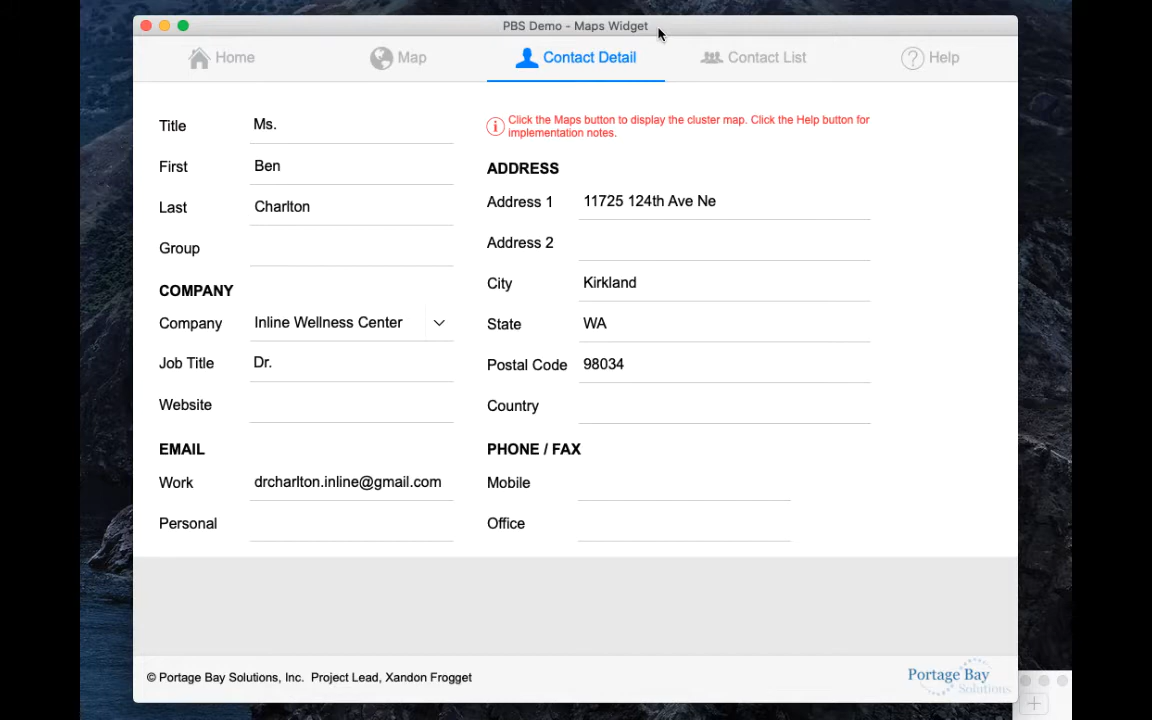 PBS Demo - Maps Widget
Home
Map
Contact Detail
Contact List
Help
Title
Ms.
First
Ben
Last
Charlton
Group
COMPANY
Company
Inline Wellness Center
Job Title
Dr.
Website
EMAIL
Work
drcharlton.inline@gmail.com
Personal
Click the Maps button to display the cluster map. Click the Help button for
implementation notes.
ADDRESS
Address 1
11725 124th Ave Ne
Address 2
City
Kirkland
State
WA
Postal Code
98034
Country
PHONE / FAX
Mobile
Office
© Portage Bay Solutions, Inc. Project Lead, Xandon Frogget
Portage Bay
Solutions